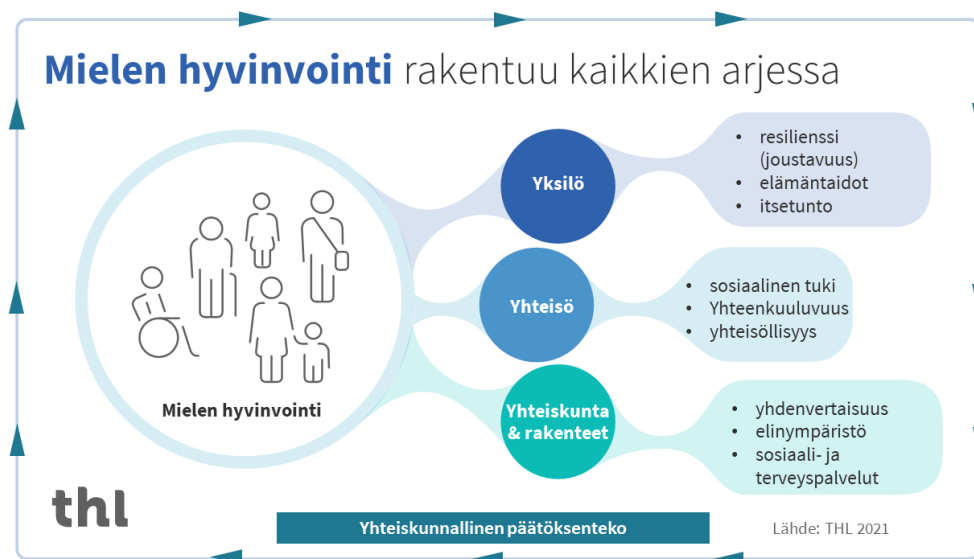 Mielen hyvinvointi rakentuu kaikkien arjessa
Mielen hyvinvointi
Yksilö
• resilienssi
(joustavuus)
• elämäntaidot
• itsetunto
Yhteisö
• sosiaalinen tuki
• Yhteenkuuluvuus
• yhteisöllisyys
Yhteiskunta
& rakenteet
• yhdenvertaisuus
• elinympäristö
• sosiaali- ja
terveyspalvelut
thl
Yhteiskunnallinen päätöksenteko
Lähde: THL 2021